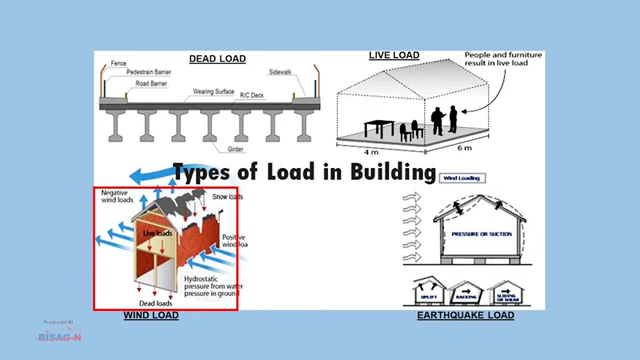 DEAD LOAD
Fence
Pedestrain Barrier
Road Barrier
Wearing Surface
R/C Deck
Sidewalk
Girder
LIVE LOAD
People and furniture
result in live load
4 m
6 m
Types of Load in Building
Negative
wind loads
Snow loads
Live loads
Positive
wind loa
Hydrostatic
pressure from water
pressure in ground
Dead loads
WIND LOAD
Wind Loading
PRESSURE OR SUCTION
UPLIFT
RACKING
SLIDING
OR SHEAR
EARTHQUAKE LOAD
Produced At
BISAG-N